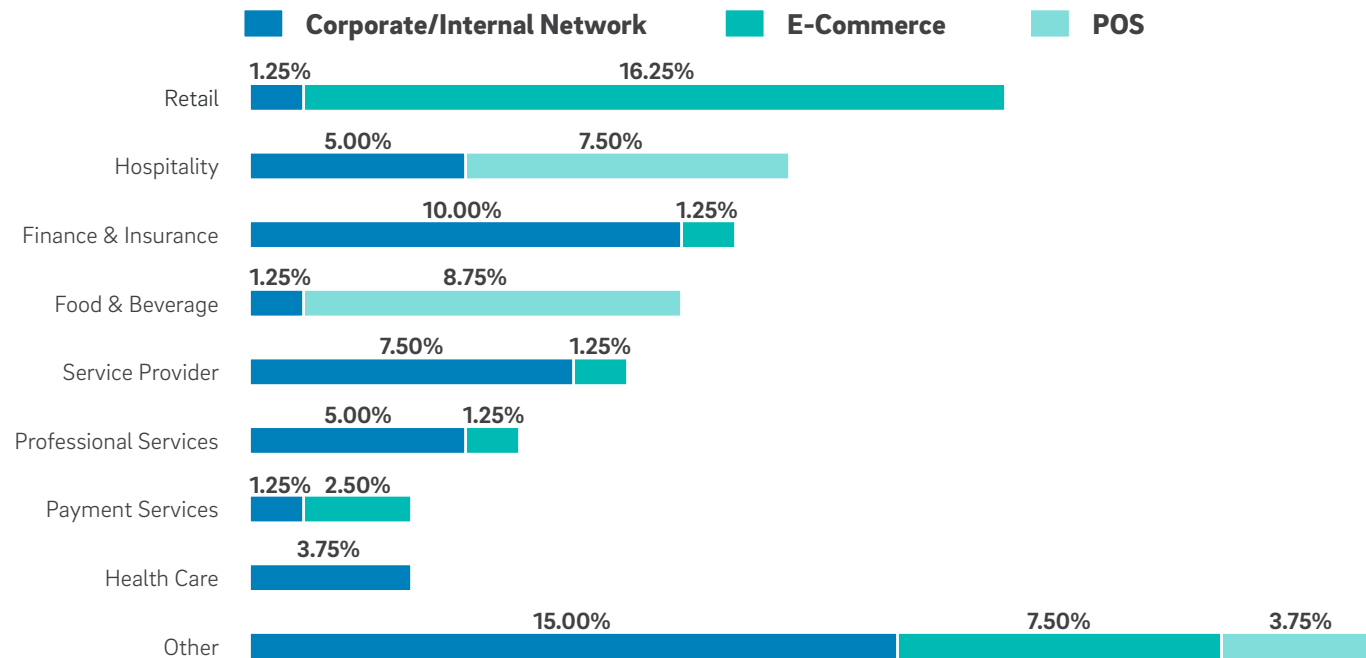 Corporate/Internal Network E-Commerce POS
1.25% 16.25%
Retail
5.00% 7.50%
Hospitality
10.00% 1.25%
Finance & Insurance
1.25% 8.75%
Food & Beverage
7.50% 1.25%
Service Provider
5.00% 1.25%
Professional Services
1.25% 2.50%
Payment Services
3.75%
Health Care
15.00% 7.50% 3.75%
Other